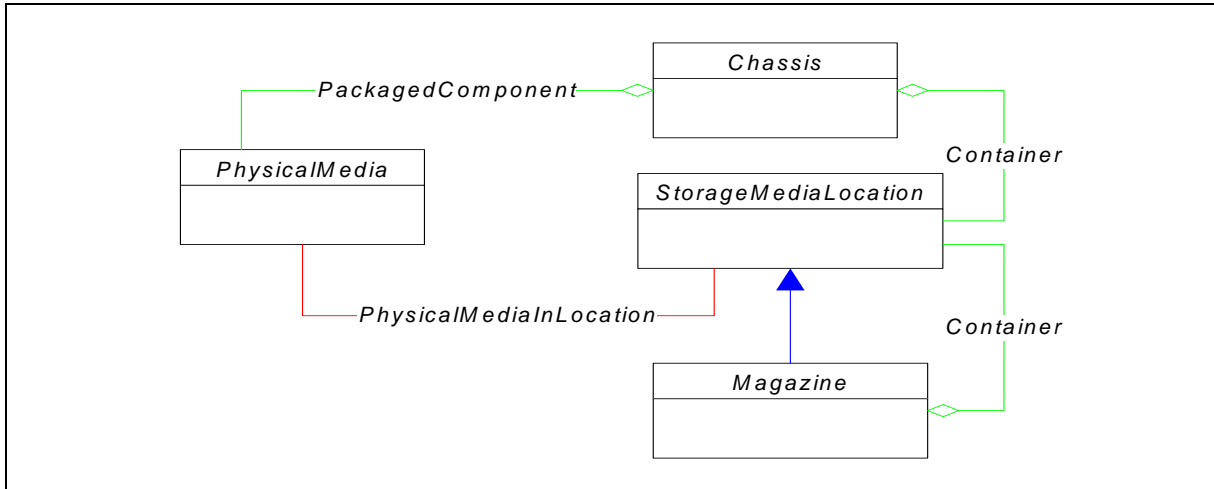 Chassis
PackagedComponent
Container
PhysicalMedia
StorageMediaLocation
PhysicalMediaInLocation
Container
Magazine